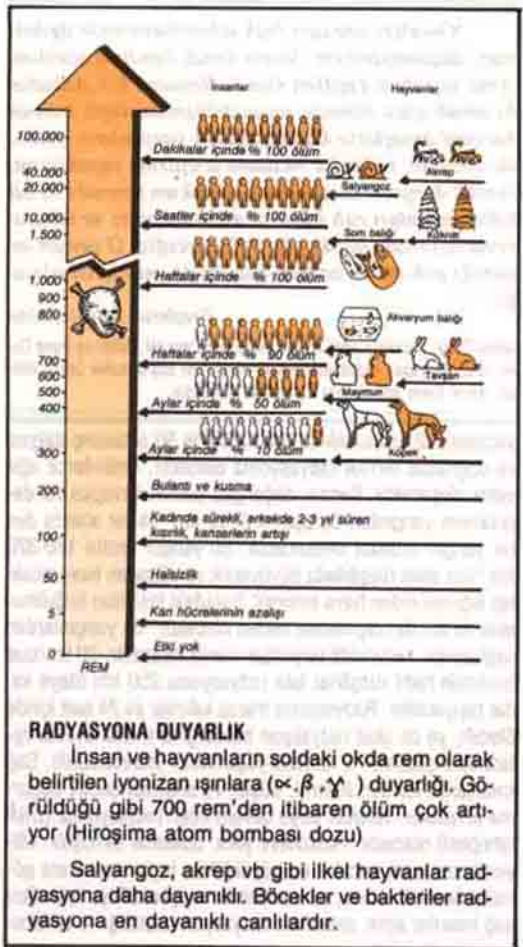 İnsanlar
Hayvanlar
100.000
Dakikalar içinde % 100 ölüm
Akrep
40.000
20.000
Salyangoz
Saatler içinde % 100 ölüm
10.000
1.500
Som balığı
Köknar
Haftalar içinde % 100 ölüm
1.000
900
800
Akvaryum balığı
Haftalar içinde % 90 ölüm
700
600
500
400
Tavşan
Maymun
Aylar içinde % 50 ölüm
Aylar içinde % 10 ölüm
Köpek
300
200
Bulantı ve kusma
Kadında sürekli, erkekde 2-3 yıl süren
kısırlık, kanserlerin artışı
100
50
Halsizlik
5
Kan hücrelerinin azalışı
0
Etki yok
REM
RADYASYONA DUYARLIK
İnsan ve hayvanların soldaki okda rem olarak
belirtilen iyonizan ışınlara (∝.β.γ) duyarlığı. Gö-
rüldüğü gibi 700 rem'den itibaren ölüm çok artı-
yor (Hiroşima atom bombası dozu)
Salyangoz, akrep vb gibi ilkel hayvanlar rad-
yasyona daha dayanıklı. Böcekler ve bakteriler rad-
yasyona en dayanıklı canlılardır.